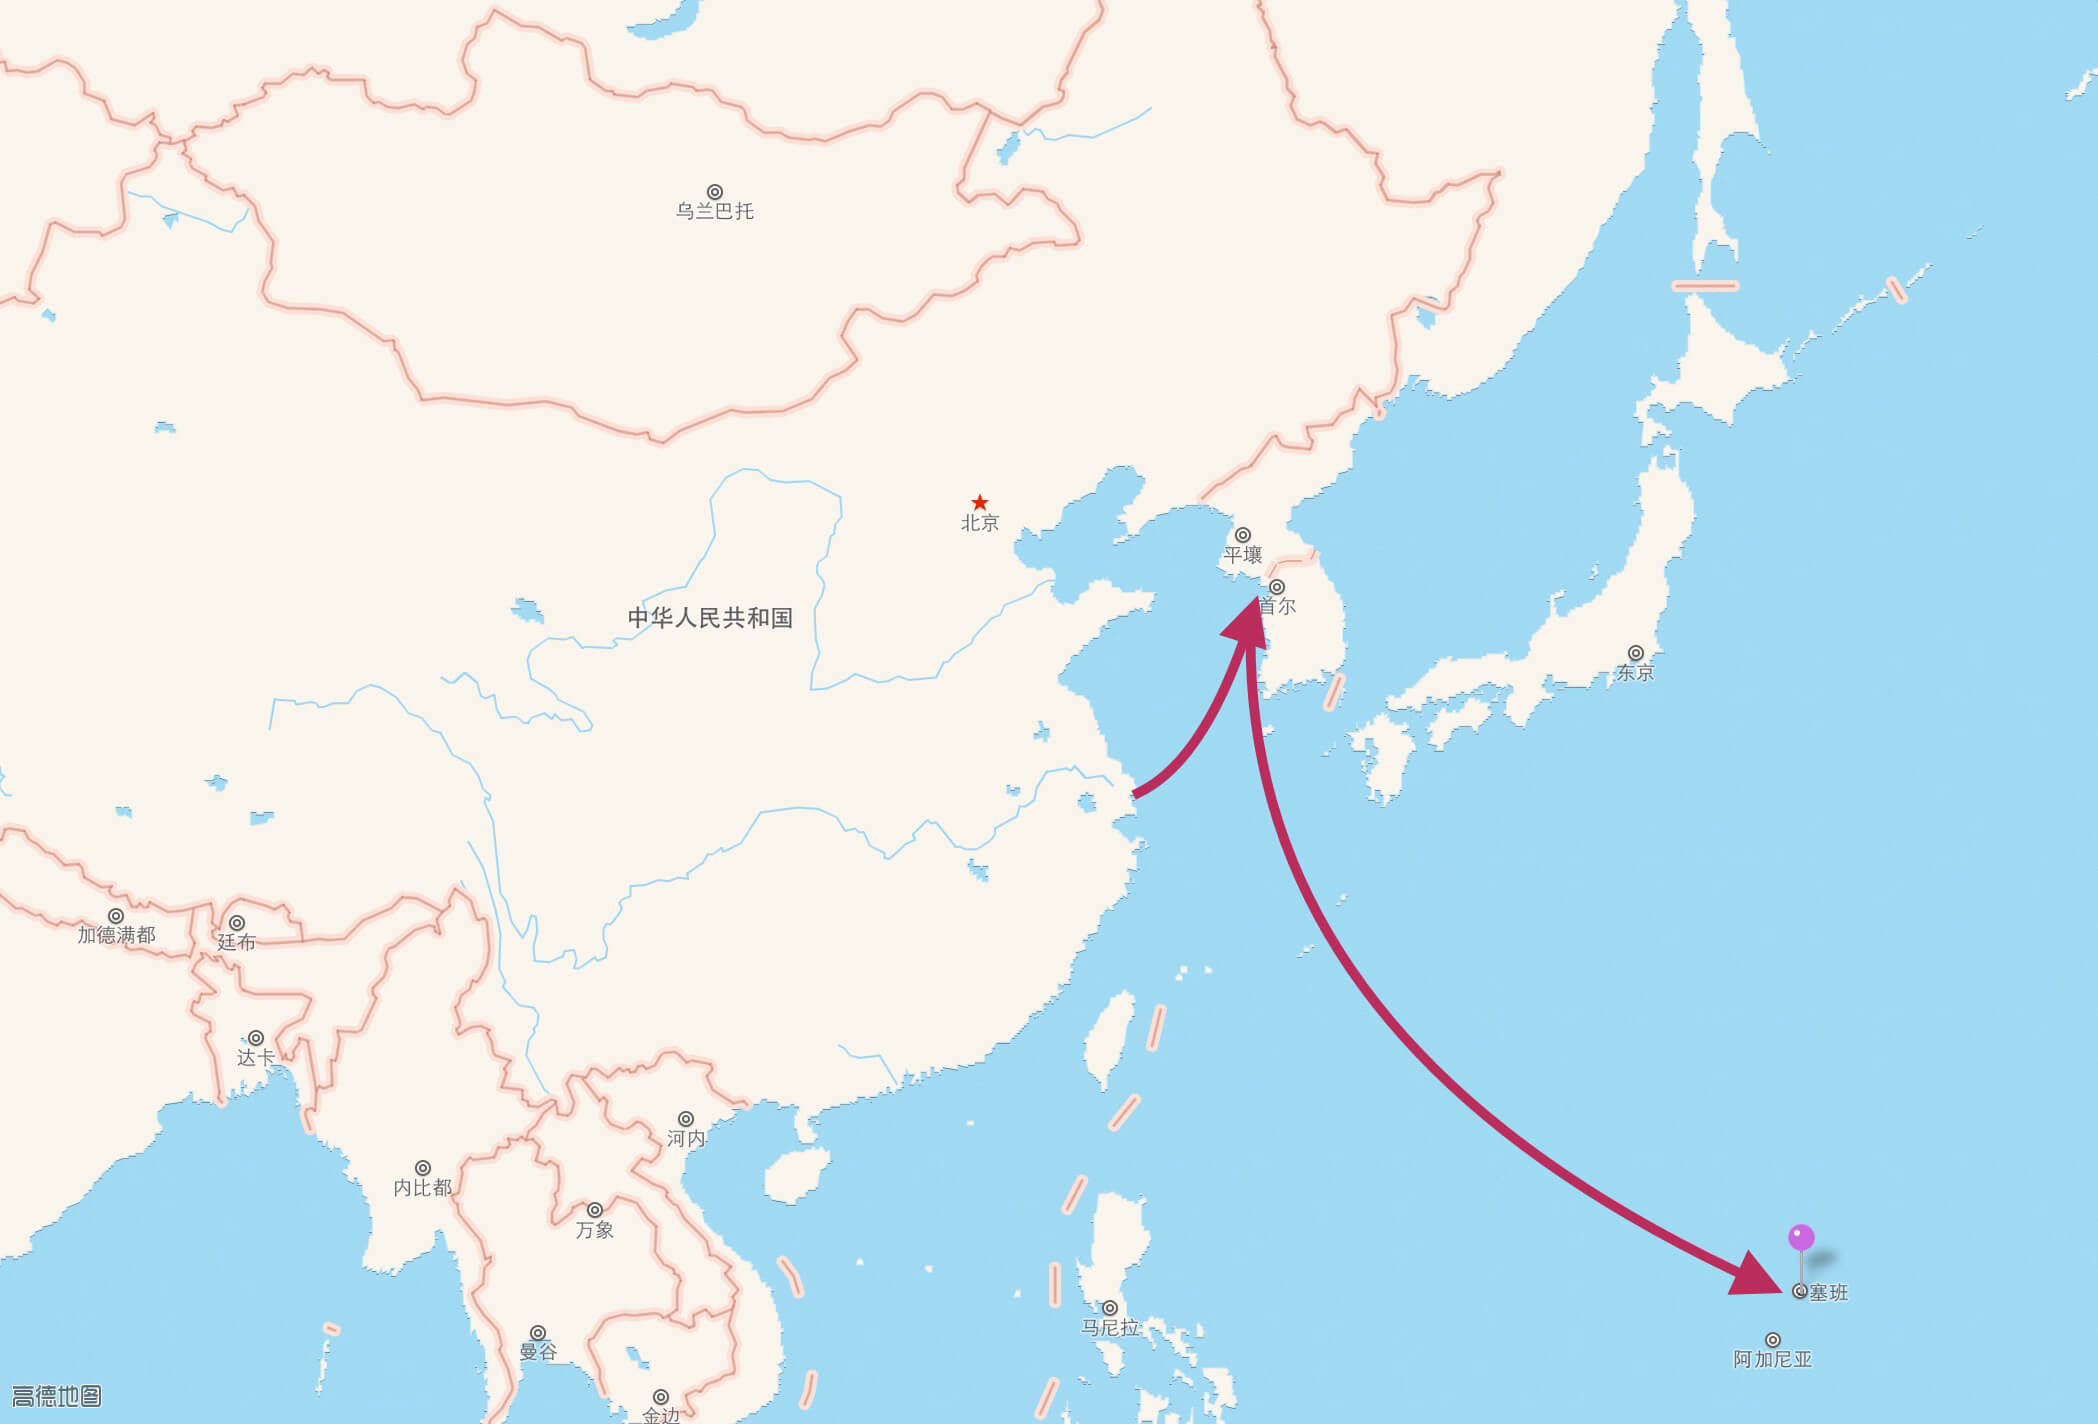 乌兰巴托
北京
平壤
首尔
中华人民共和国
东京
加德满都
廷布
达卡
河内
内比都
万象
塞班
马尼拉
曼谷
阿加尼亚
高德地图
金边